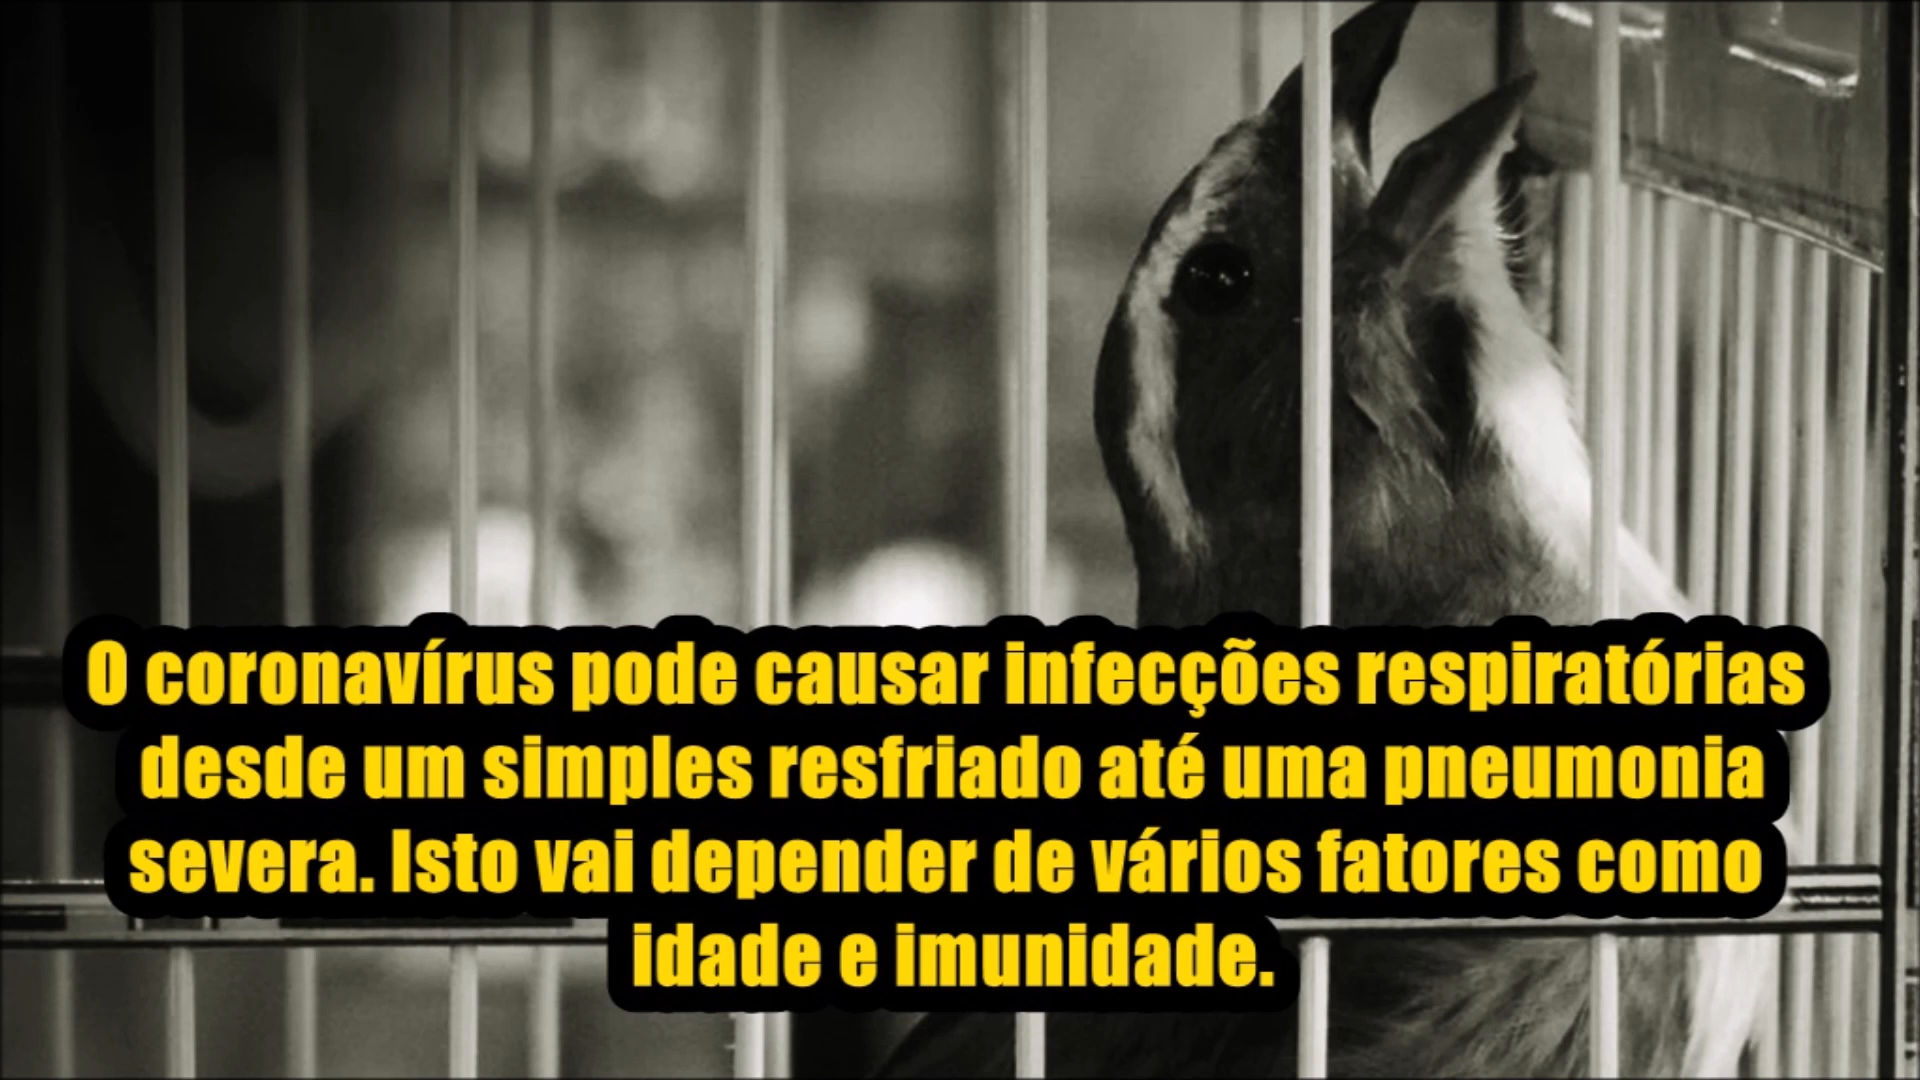 O coronavírus pode causar infecções respiratórias
desde um simples resfriado até uma pneumonia
severa. Isto vai depender de vários fatores como
idade e imunidade.